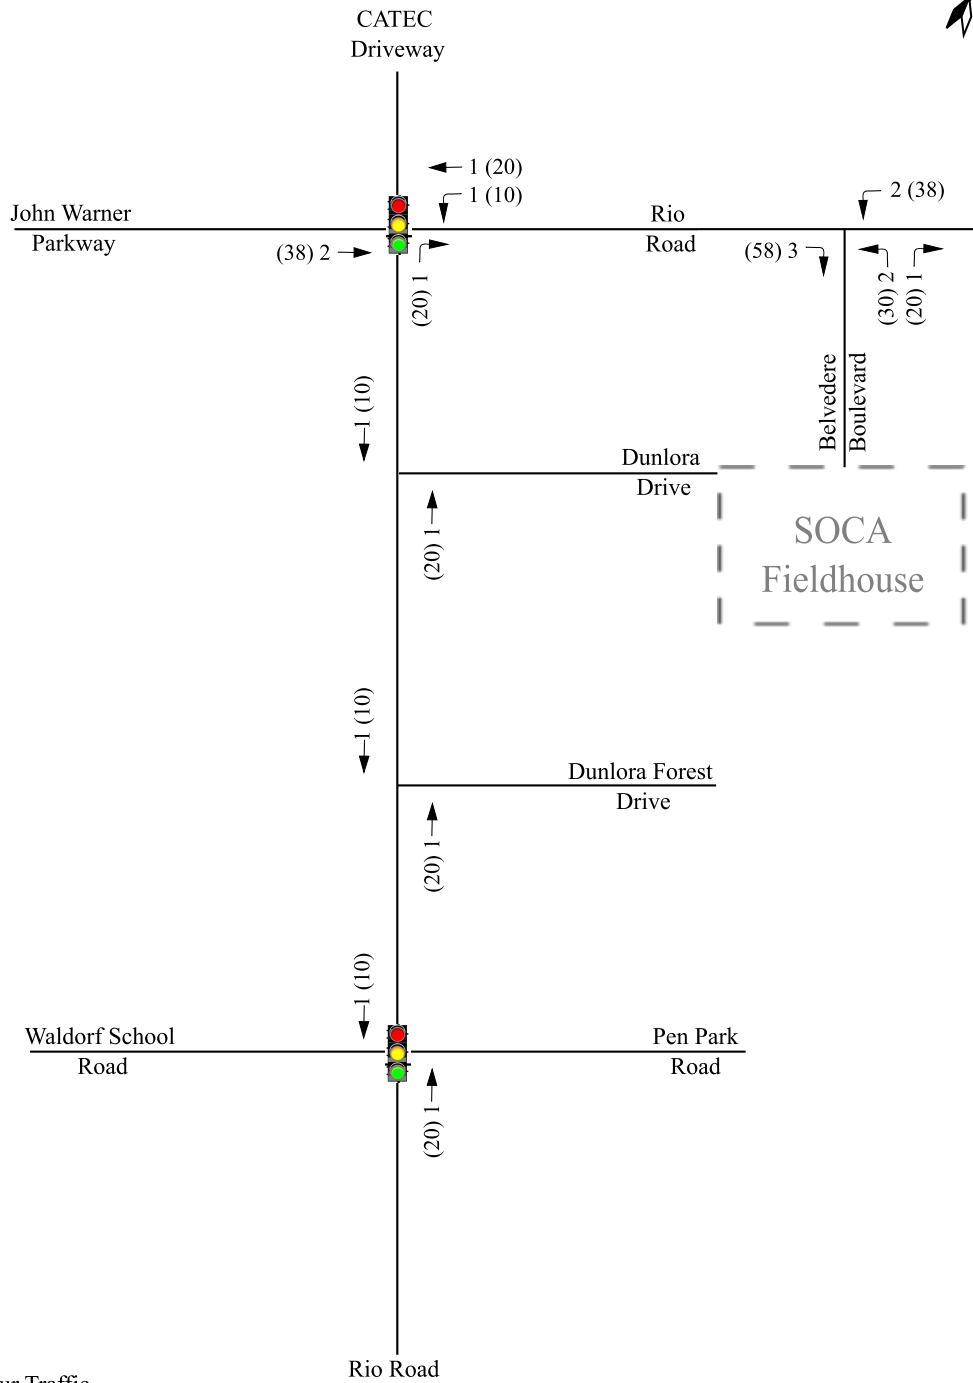 CATEC
Driveway
1 (20)
1 (10)
2 (38)
John Warner
Parkway
Rio
Road
(38) 2
(20) 1
(58) 3
(30) 2
(20) 1
1 (10)
Belvedere
Boulevard
Dunlora
Drive
(20) 1
SOCA
Fieldhouse
1 (10)
Dunlora Forest
Drive
(20) 1
1 (10)
Waldorf School
Road
Pen Park
Road
(20) 1
Rio Road
Traffic